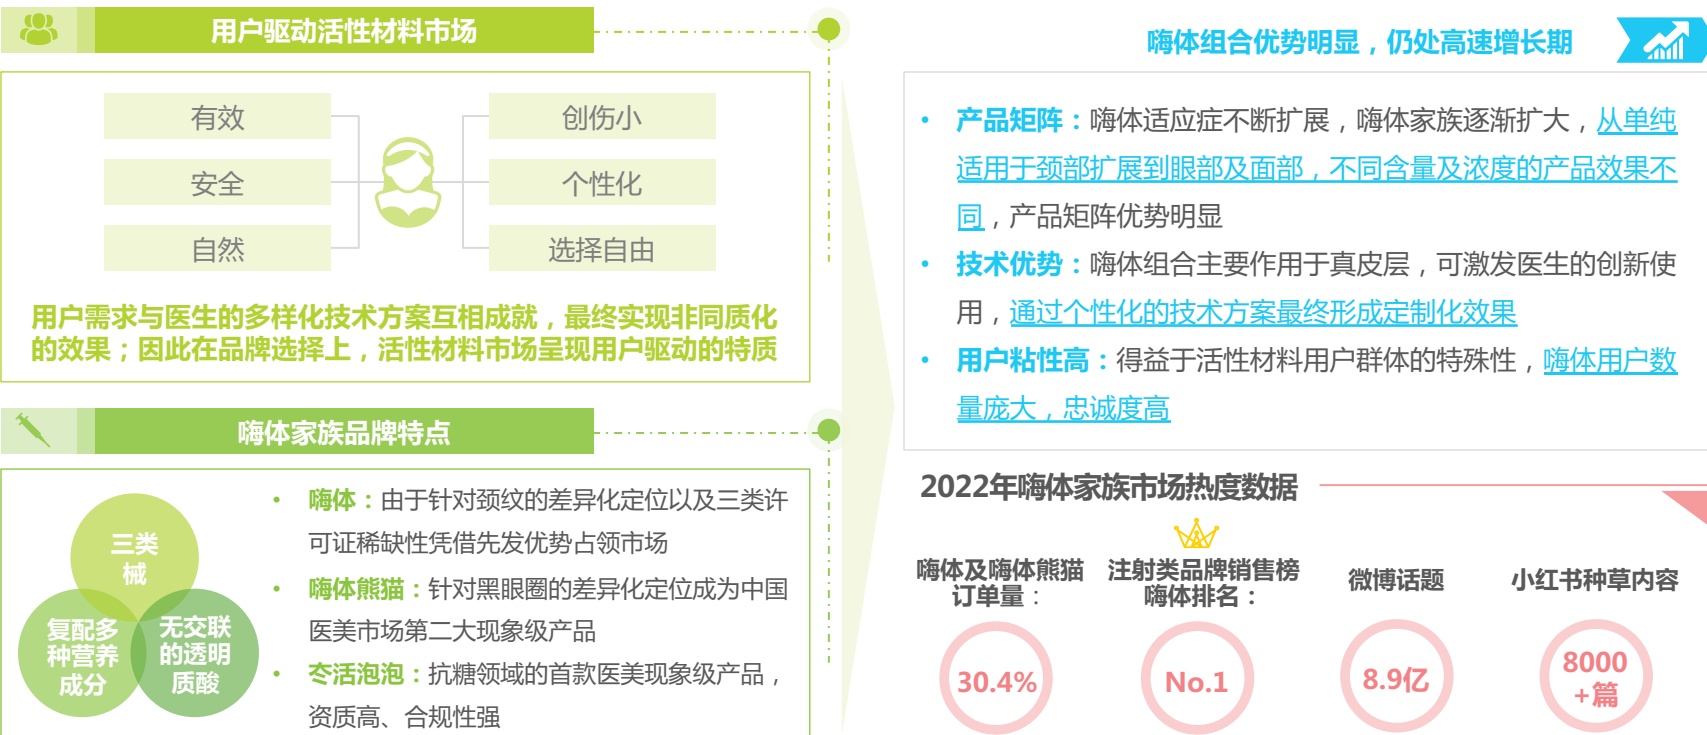 用户驱动活性材料市场
有效
安全
自然
创伤小
个性化
选择自由
用户需求与医生的多样化技术方案互相成就，最终实现非同质化
的效果；因此在品牌选择上，活性材料市场呈现用户驱动的特质
嗨体家族品牌特点
三类
械
复配多
种营养
成分
无交联
的透明
质酸
• 嗨体：由于针对颈纹的差异化定位以及三类许
可证稀缺性凭借先发优势占领市场
• 嗨体熊猫：针对黑眼圈的差异化定位成为中国
医美市场第二大现象级产品
• 冭活泡泡：抗糖领域的首款医美现象级产品，
资质高、合规性强
嗨体组合优势明显，仍处高速增长期
• 产品矩阵：嗨体适应症不断扩展，嗨体家族逐渐扩大，从单纯
适用于颈部扩展到眼部及面部，不同含量及浓度的产品效果不
同，产品矩阵优势明显
• 技术优势：嗨体组合主要作用于真皮层，可激发医生的创新使
用，通过个性化的技术方案最终形成定制化效果
• 用户粘性高：得益于活性材料用户群体的特殊性，嗨体用户数
量庞大，忠诚度高
2022年嗨体家族市场热度数据
嗨体及嗨体熊猫
订单量：
30.4%
注射类品牌销售榜
嗨体排名：
No.1
微博话题
8.9亿
小红书种草内容
8000
+篇